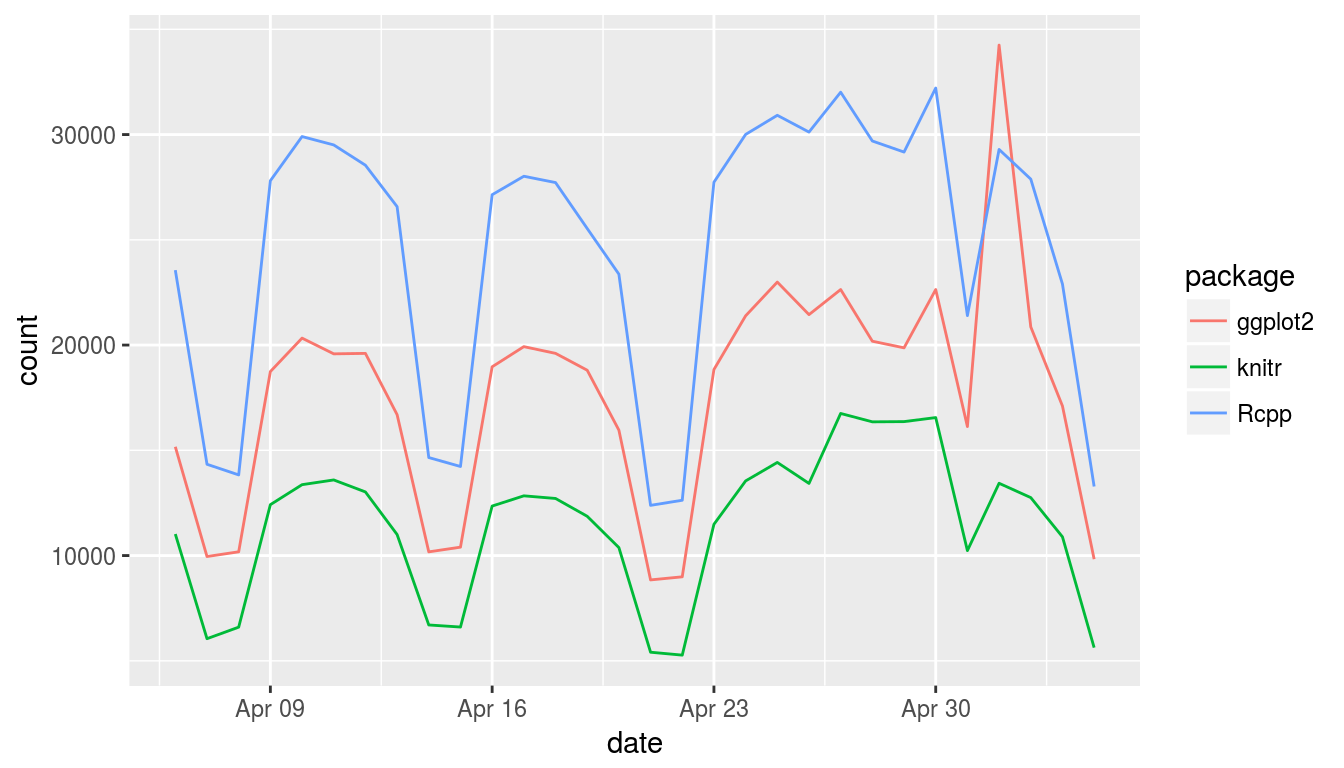 30000
20000
10000
count
Apr 09
Apr 16
Apr 23
Apr 30
date
package
ggplot2
knitr
Rcpp